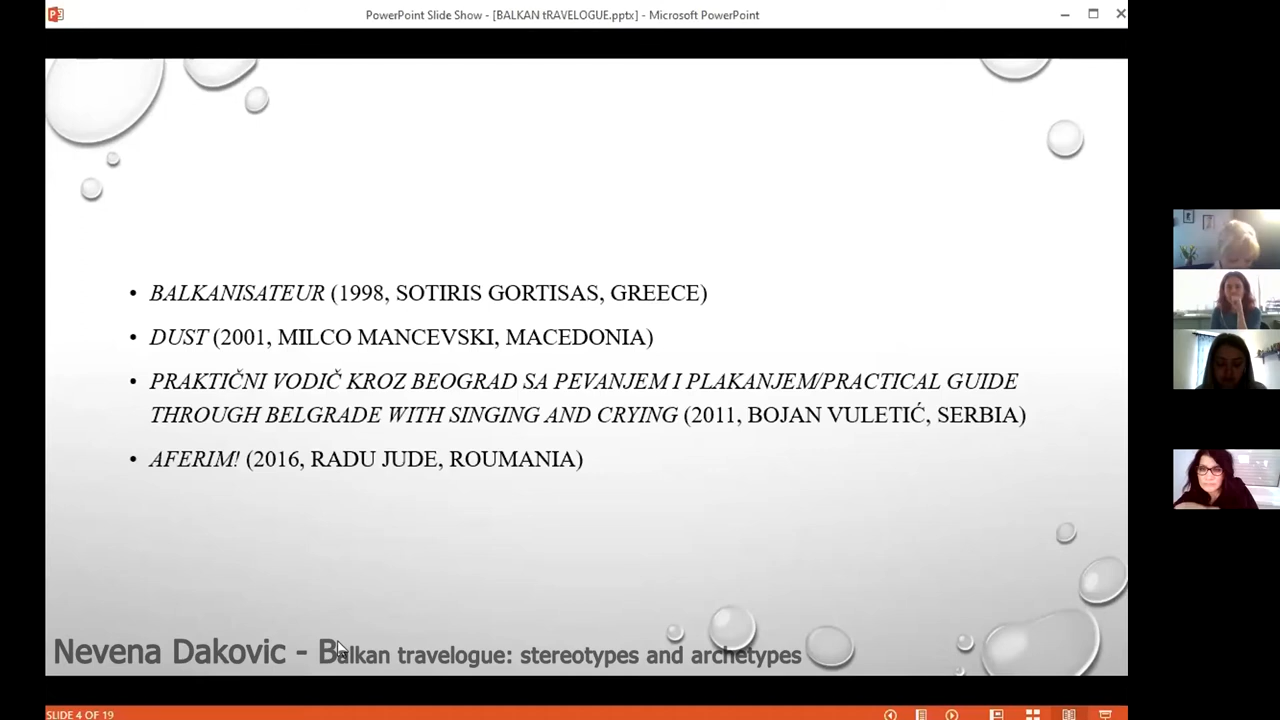 PowerPoint Slide Show - [BALKAN tRAVELOGUE.pptx] - Microsoft PowerPoint
• BALKANISATEUR (1998, SOTIRIS GORTISAS, GREECE)
• DUST (2001, MILCO MANCEVSKI, MACEDONIA)
• PRAKTIČNI VODIČ KROZ BEOGRAD SA PEVANJEM I PLAKANJEM/PRACTICAL GUIDE
THROUGH BELGRADE WITH SINGING AND CRYING (2011, BOJAN VULETIĆ, SERBIA)
• AFERIM! (2016, RADU JUDE, ROUMANIA)
Nevena Dakovic - Balkan travelogue: stereotypes and archetypes
SLIDE 4 OF 19